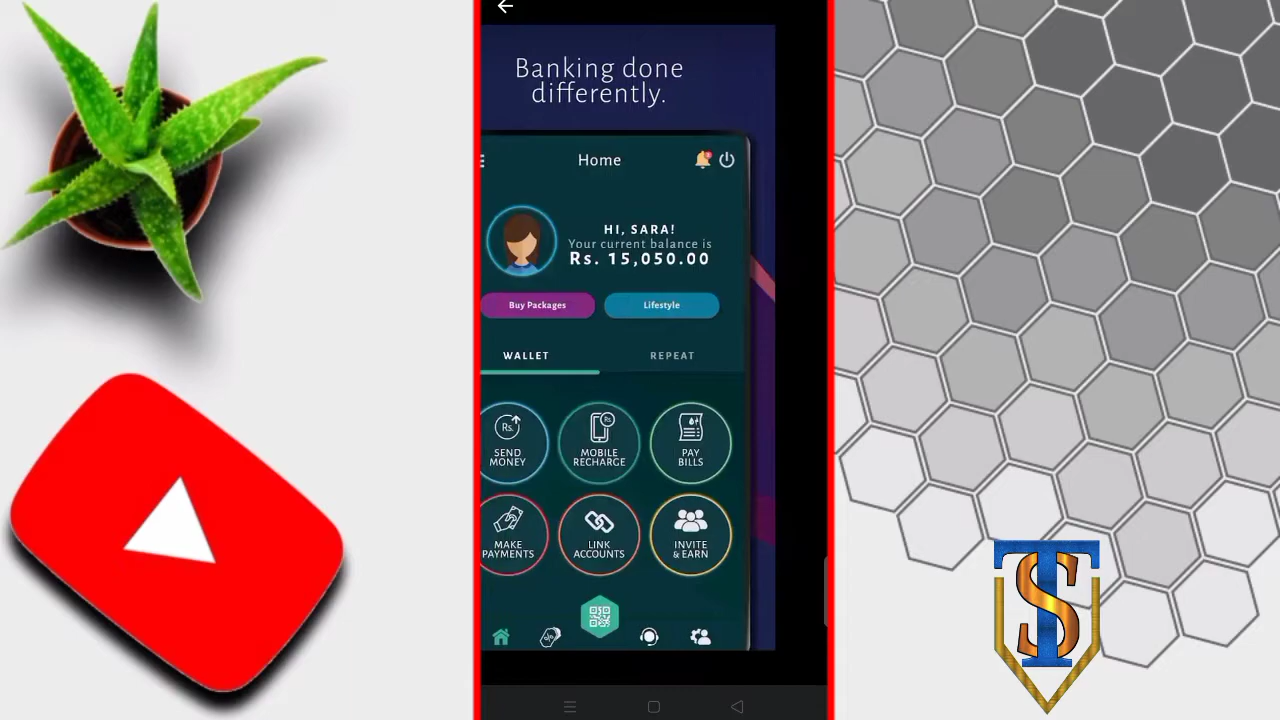 Banking done
differently.
Home
HI, SARA!
Your current balance is
Rs. 15,050.00
Buy Packages
Lifestyle
WALLET
REPEAT
Rs.
Rs
SEND
MONEY
MOBILE
RECHARGE
PAY
BILLS
MAKE
PAYMENTS
LINK
ACCOUNTS
INVITE
& EARN
TS